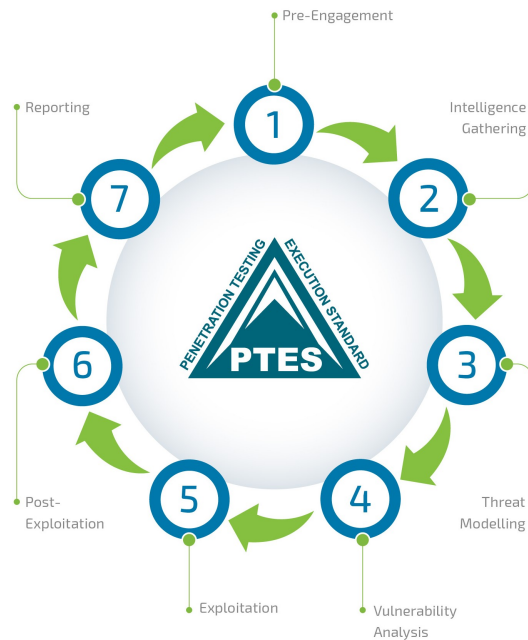 1
Pre-Engagement
2
Intelligence
Gathering
3
Threat
Modelling
4
Vulnerability
Analysis
5
Exploitation
6
Post-
Exploitation
7
Reporting
PENETRATION TESTING
EXECUTION STANDARD
PTES